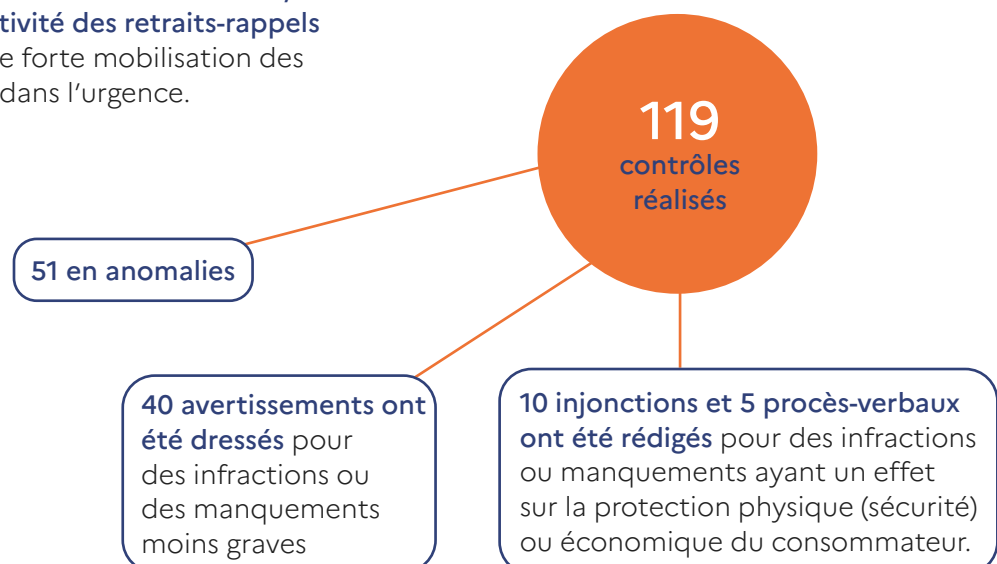 tivité des retraits-rappels
e forte mobilisation des
dans l'urgence.
119
contrôles
réalisés
51 en anomalies
40 avertissements ont
été dressés pour
des infractions ou
des manquements
moins graves
10 injonctions et 5 procès-verbaux
ont été rédigés pour des infractions
ou manquements ayant un effet
sur la protection physique (sécurité)
ou économique du consommateur.